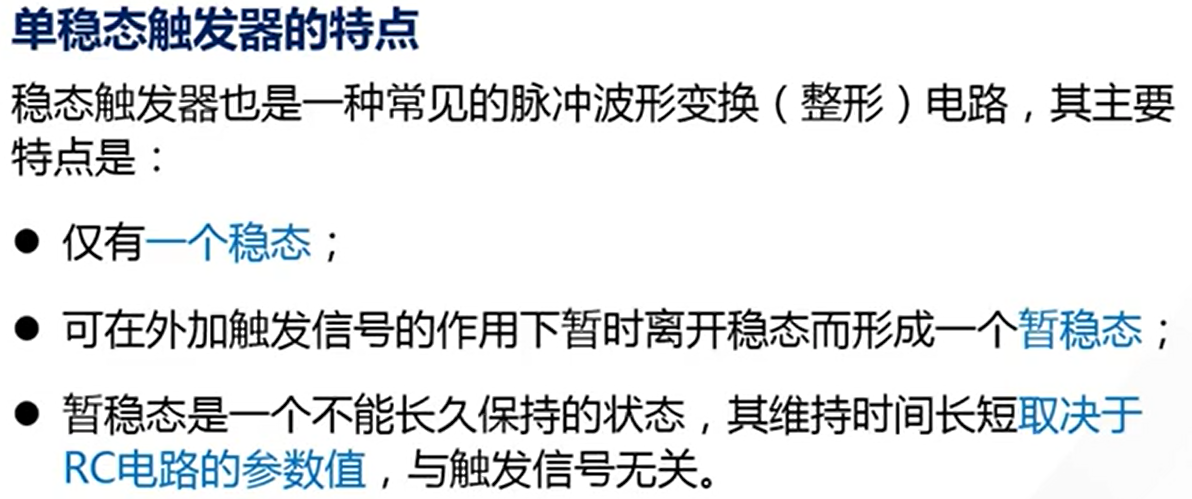 单稳态触发器的特点
稳态触发器也是一种常见的脉冲波形变换（整形）电路，其主要
特点是：
● 仅有一个稳态；
● 可在外加触发信号的作用下暂时离开稳态而形成一个暂稳态；
● 暂稳态是一个不能长久保持的状态，其维持时间长短取决于
RC电路的参数值，与触发信号无关。